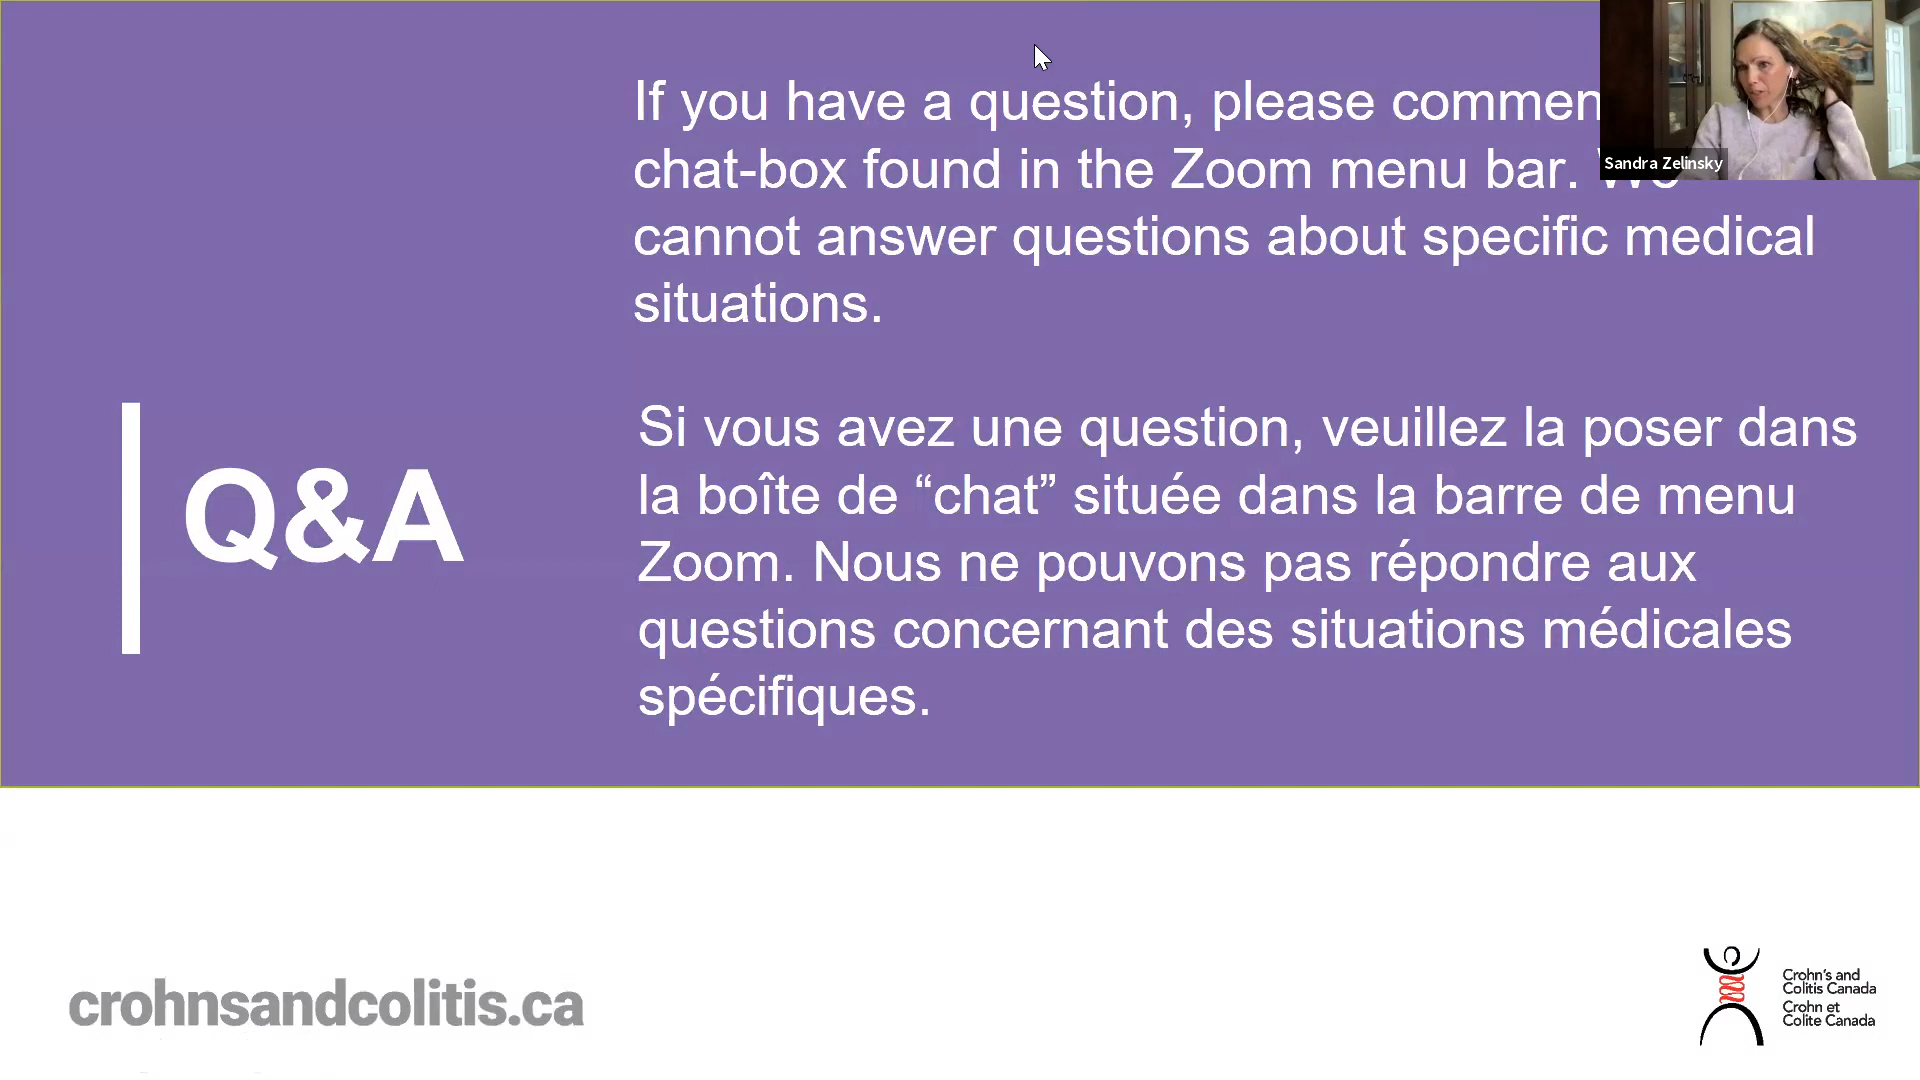 If you have a question, please commen
chat-box found in the Zoom menu bar. We
cannot answer questions about specific medical
situations.
Sandra Zelinsky
Q&A
Si vous avez une question, veuillez la poser dans
la boîte de “chat” située dans la barre de menu
Zoom. Nous ne pouvons pas répondre aux
questions concernant des situations médicales
spécifiques.
crohnsandcolitis.ca
Crohn's and
Colitis Canada
Crohn et
Colite Canada